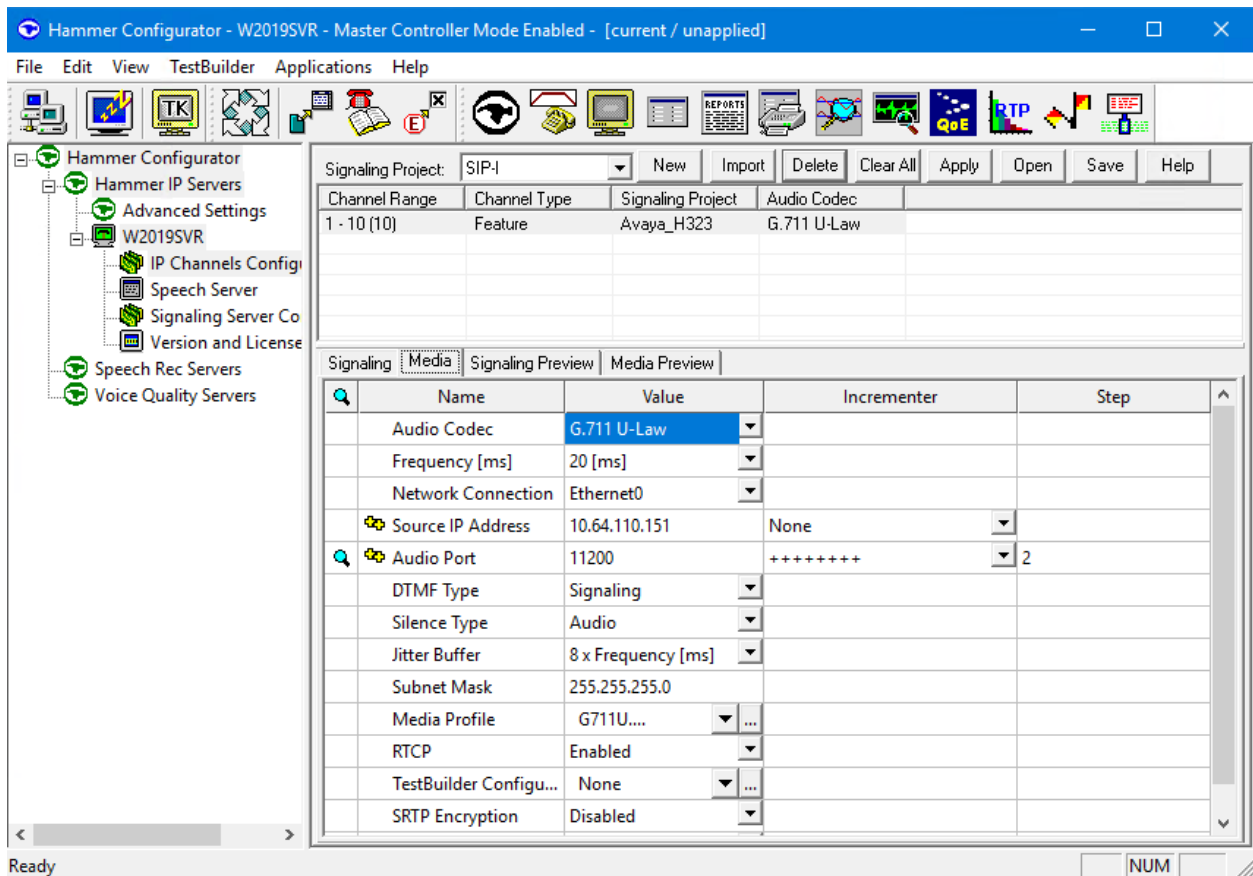 Hammer Configurator - W2019SVR - Master Controller Mode Enabled - [current / unapplied]
File Edit View TestBuilder Applications Help
TK E REPORTS QoE RTP
Hammer Configurator
Hammer IP Servers
Advanced Settings
W2019SVR
IP Channels Config
Speech Server
Signaling Server Co
Version and License
Speech Rec Servers
Voice Quality Servers
Signaling Project: SIP-I New Import Delete Clear All Apply Open Save Help
Channel Range Channel Type Signaling Project Audio Codec
1 - 10 (10) Feature Avaya_H323 G.711 U-Law
Signaling Media Signaling Preview Media Preview
Name Value Incrementer Step
Audio Codec G.711 U-Law
Frequency [ms] 20 [ms]
Network Connection Ethernet0
Source IP Address 10.64.110.151 None
Audio Port 11200 ++++++++ 2
DTMF Type Signaling
Silence Type Audio
Jitter Buffer 8 x Frequency [ms]
Subnet Mask 255.255.255.0
Media Profile G711U.... ...
RTCP Enabled
TestBuilder Configu... None ...
SRTP Encryption Disabled
Ready NUM